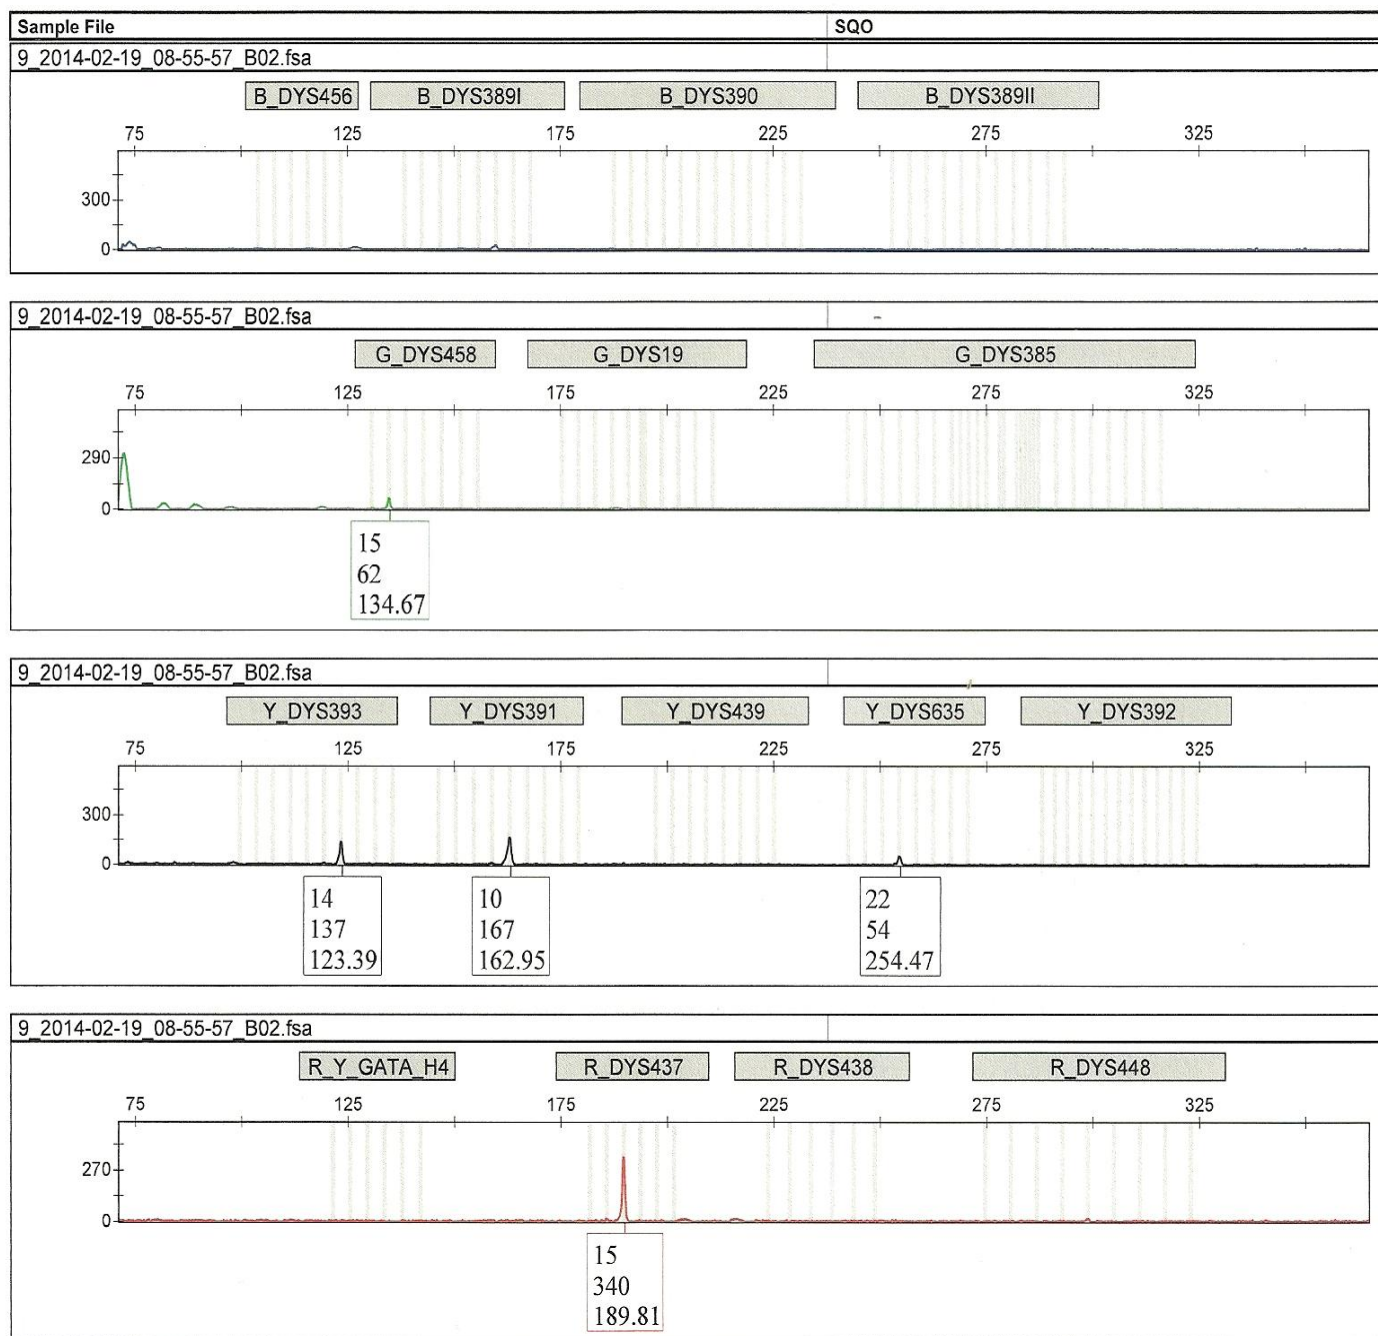 Sample File SQO
9_2014-02-19_08-55-57_B02.fsa
B_DYS456 B_DYS389I B_DYS390 B_DYS389II
75 125 175 225 275 325
300
0
9_2014-02-19_08-55-57_B02.fsa
G_DYS458 G_DYS19 G_DYS385
75 125 175 225 275 325
290
0
15
62
134.67
9_2014-02-19_08-55-57_B02.fsa
Y_DYS393 Y_DYS391 Y_DYS439 Y_DYS635 Y_DYS392
75 125 175 225 275 325
300
0
14 10 22
137 167 54
123.39 162.95 254.47
9_2014-02-19_08-55-57_B02.fsa
R_Y_GATA_H4 R_DYS437 R_DYS438 R_DYS448
75 125 175 225 275 325
270
0
15
340
189.81